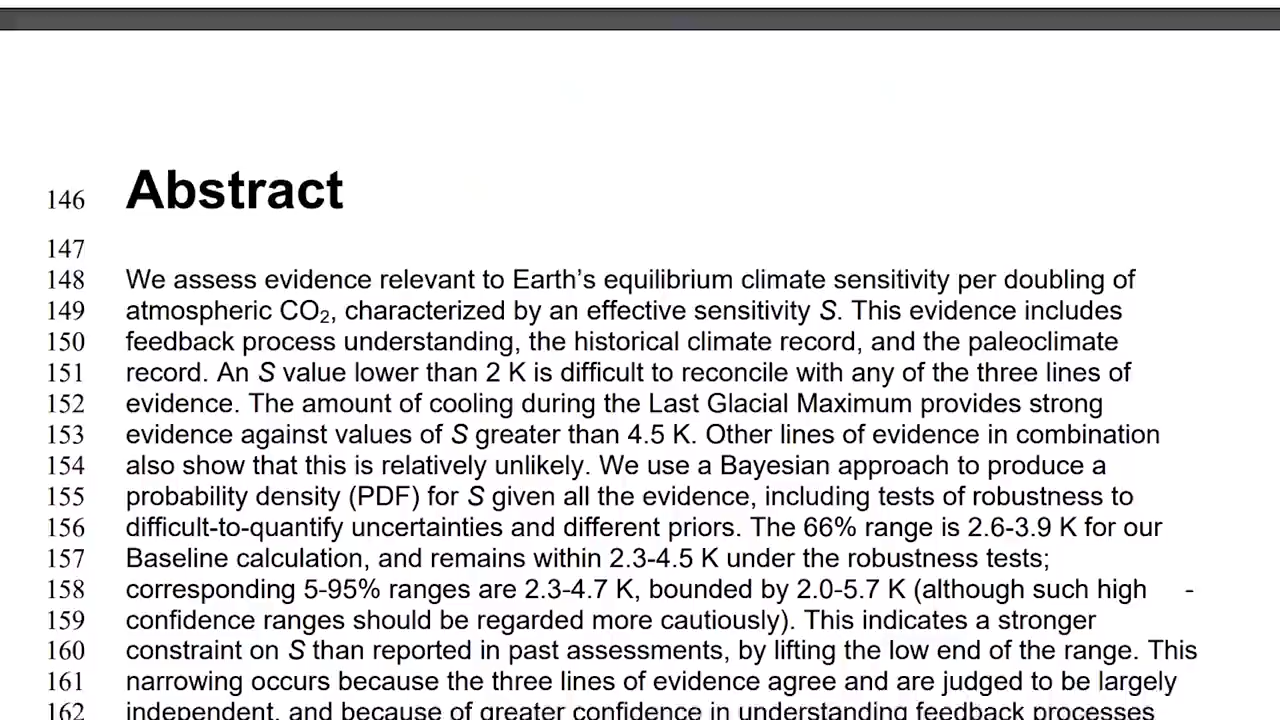 146 Abstract
147
148 We assess evidence relevant to Earth’s equilibrium climate sensitivity per doubling of
149 atmospheric CO₂, characterized by an effective sensitivity S. This evidence includes
150 feedback process understanding, the historical climate record, and the paleoclimate
151 record. An S value lower than 2 K is difficult to reconcile with any of the three lines of
152 evidence. The amount of cooling during the Last Glacial Maximum provides strong
153 evidence against values of S greater than 4.5 K. Other lines of evidence in combination
154 also show that this is relatively unlikely. We use a Bayesian approach to produce a
155 probability density (PDF) for S given all the evidence, including tests of robustness to
156 difficult-to-quantify uncertainties and different priors. The 66% range is 2.6-3.9 K for our
157 Baseline calculation, and remains within 2.3-4.5 K under the robustness tests;
158 corresponding 5-95% ranges are 2.3-4.7 K, bounded by 2.0-5.7 K (although such high -
159 confidence ranges should be regarded more cautiously). This indicates a stronger
160 constraint on S than reported in past assessments, by lifting the low end of the range. This
161 narrowing occurs because the three lines of evidence agree and are judged to be largely
162 independent, and because of greater confidence in understanding feedback processes